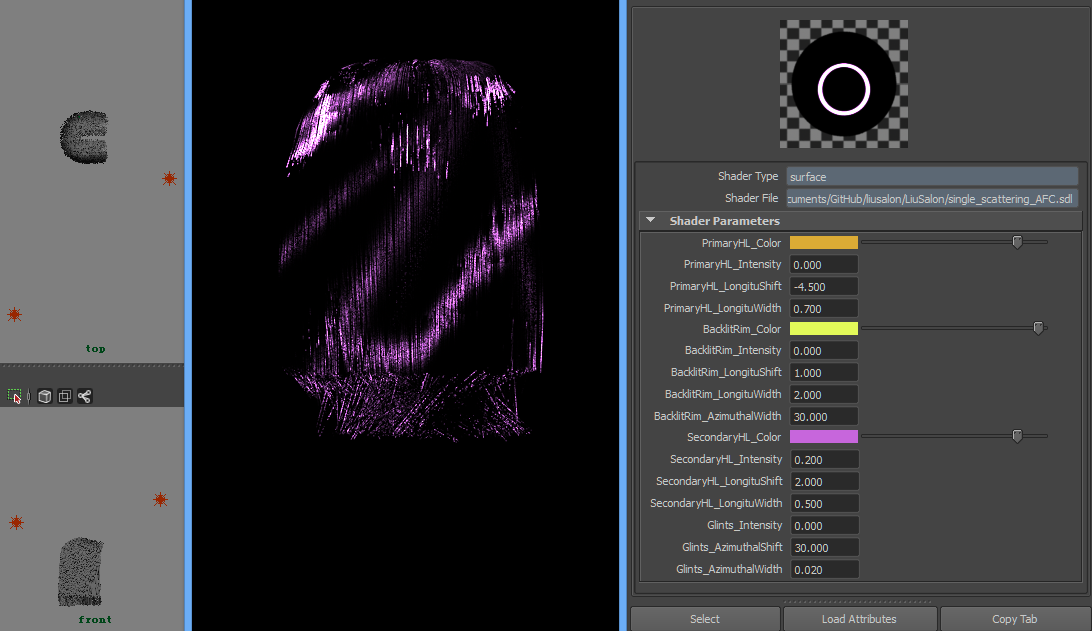 top
front
Shader Type surface
Shader File cuments/GitHub/liusalon/LiuSalon/single_scattering_AFC.sdl
Shader Parameters
PrimaryHL_Color
PrimaryHL_Intensity 0.000
PrimaryHL_LongituShift -4.500
PrimaryHL_LongituWidth 0.700
BacklitRim_Color
BacklitRim_Intensity 0.000
BacklitRim_LongituShift 1.000
BacklitRim_LongituWidth 2.000
BacklitRim_AzimuthalWidth 30.000
SecondaryHL_Color
SecondaryHL_Intensity 0.200
SecondaryHL_LongituShift 2.000
SecondaryHL_LongituWidth 0.500
Glints_Intensity 0.000
Glints_AzimuthalShift 30.000
Glints_AzimuthalWidth 0.020
Select Load Attributes Copy Tab